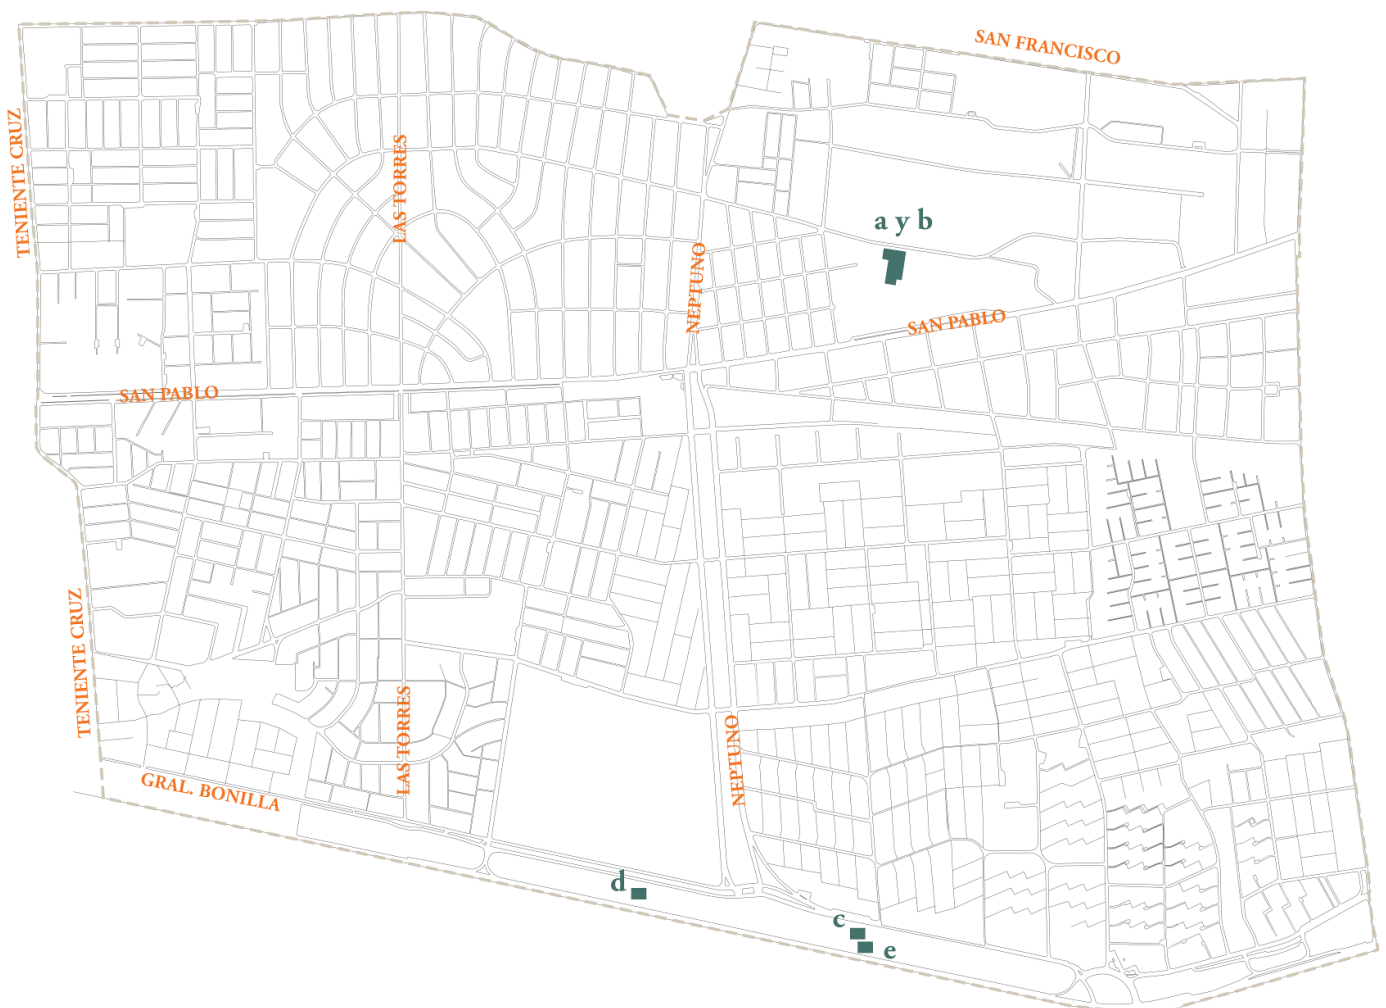 SAN FRANCISCO
TENIENTE CRUZ
LAS TORRES
a y b
NEPTUNO
SAN PABLO
SAN PABLO
TENIENTE CRUZ
LAS TORRES
NEPTUNO
GRAL. BONILLA
d
c
e